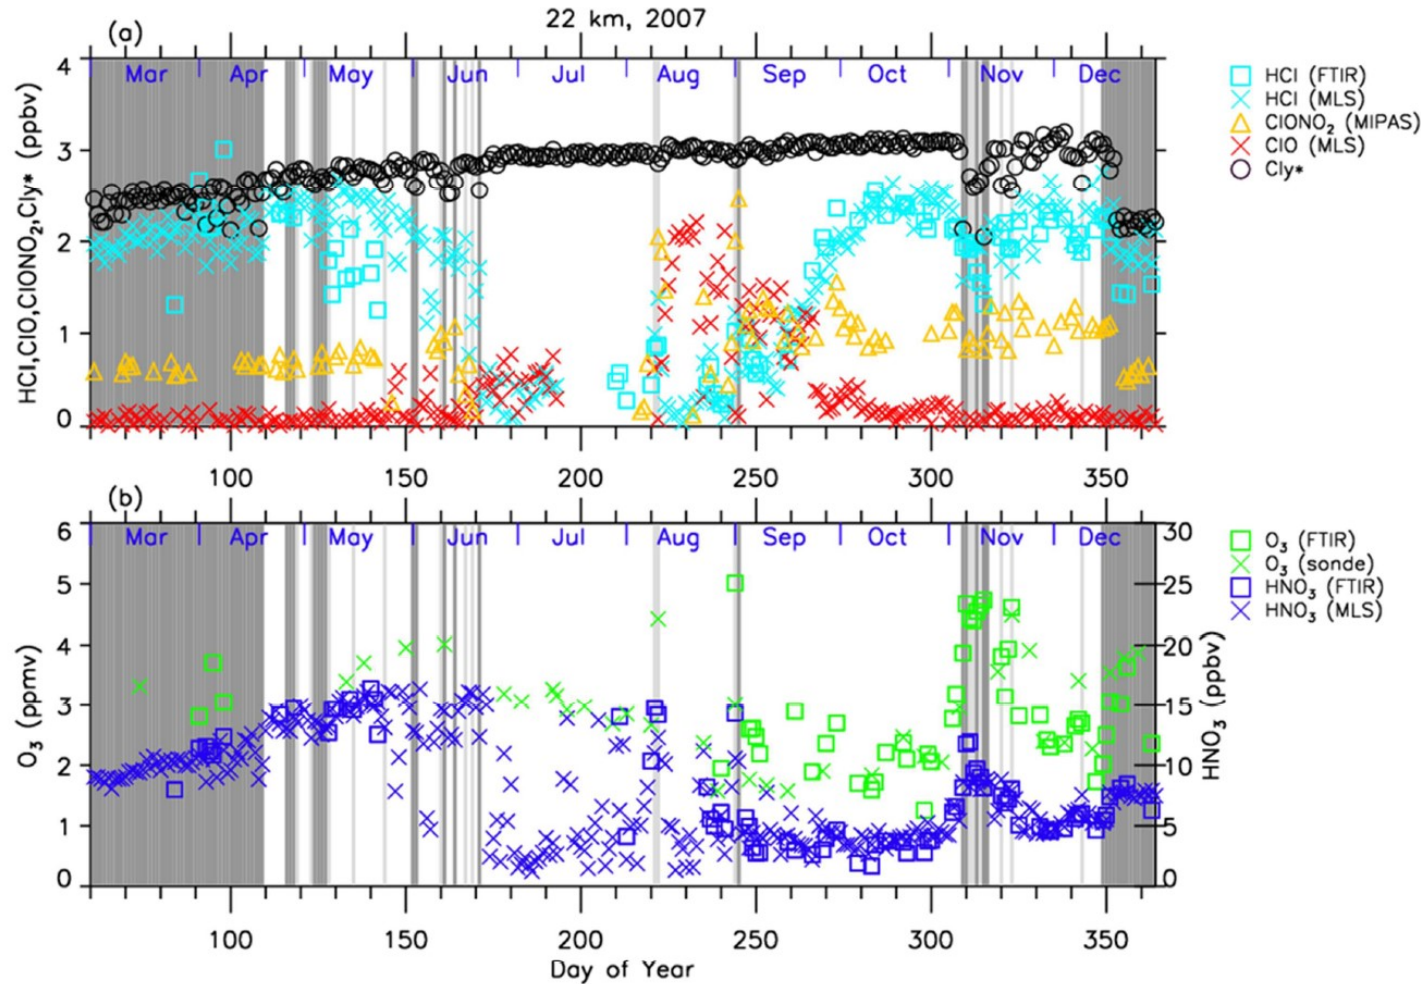 22 km, 2007
(a)
HCl,ClO,ClONO2,Cly* (ppbv)
4
3
2
1
0
Mar Apr May Jun Jul Aug Sep Oct Nov Dec
100 150 200 250 300 350
HCl (FTIR)
HCl (MLS)
ClONO2 (MIPAS)
ClO (MLS)
Cly*
(b)
O3 (ppmv)
6
5
4
3
2
1
0
Mar Apr May Jun Jul Aug Sep Oct Nov Dec
30
25
20
15
10
5
0
HNO3 (ppbv)
100 150 200 250 300 350
Day of Year
O3 (FTIR)
O3 (sonde)
HNO3 (FTIR)
HNO3 (MLS)